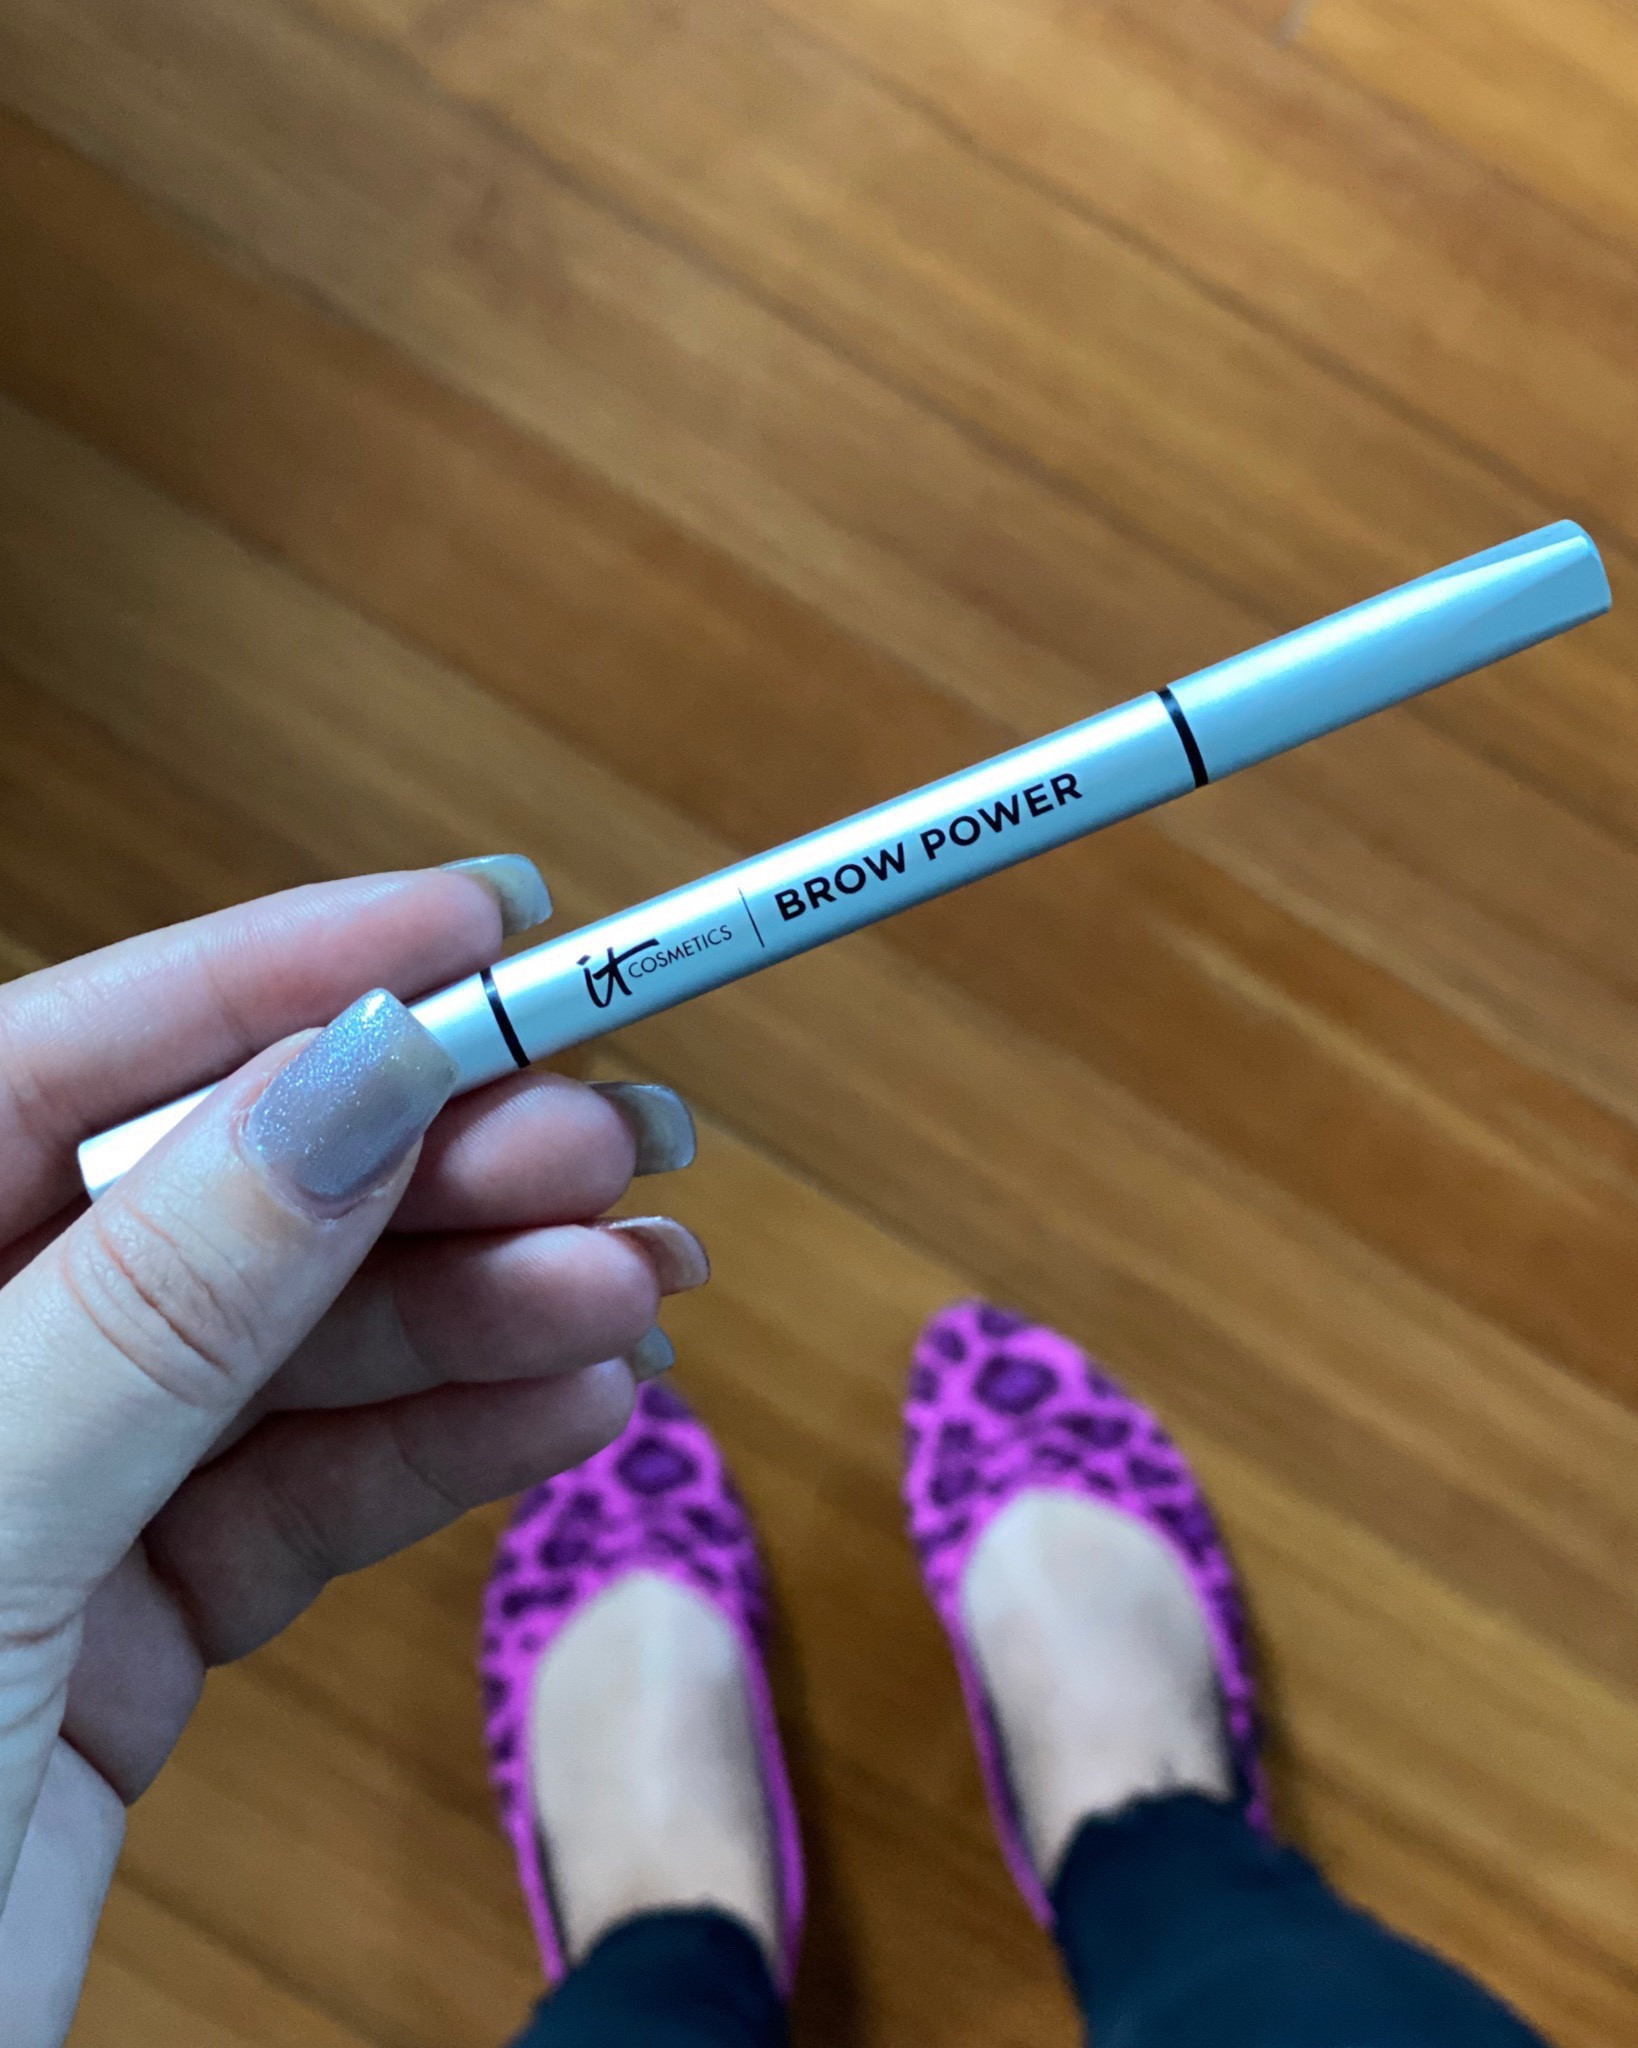 it COSMETICS | BROW POWER